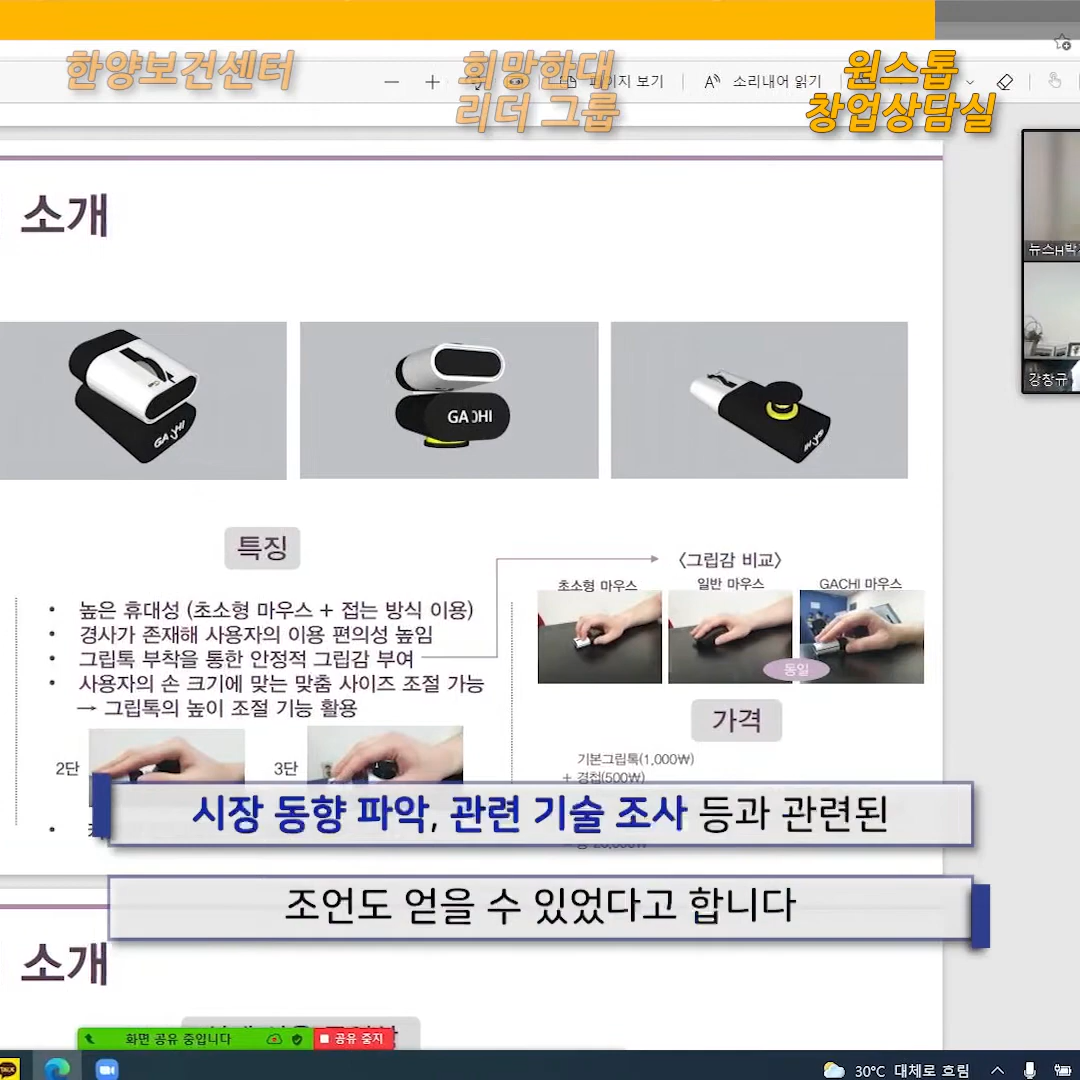 한양보건센터
희망한대
리더 그룹
원스톱
창업상담실
페이지 보기
소리내어 읽기
소개
뉴스H박
강창규
GACHI
특징
• 높은 휴대성 (초소형 마우스 + 접는 방식 이용)
• 경사가 존재해 사용자의 이용 편의성 높임
• 그립톡 부착을 통한 안정적 그립감 부여
• 사용자의 손 크기에 맞는 맞춤 사이즈 조절 가능
→ 그립톡의 높이 조절 기능 활용
2단
3단
〈그립감 비교〉
초소형 마우스
일반 마우스
GACHI 마우스
동일
가격
기본그립톡(1,000₩)
+ 경첩(500₩)
시장 동향 파악, 관련 기술 조사 등과 관련된
조언도 얻을 수 있었다고 합니다
소개
화면 공유 중입니다
공유 중지
TALK
30°C 대체로 흐림